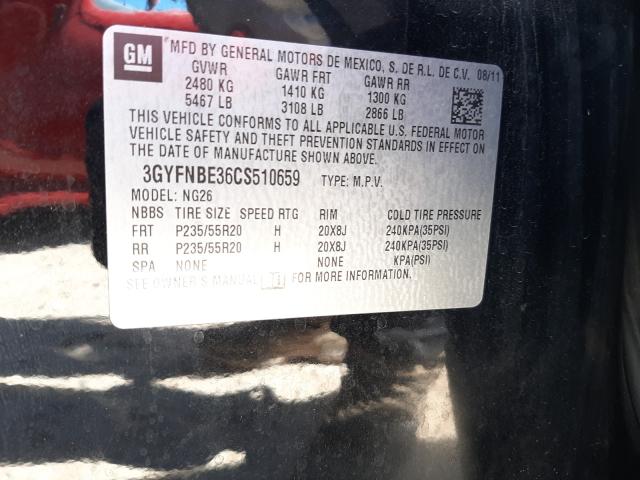 GM
MFD BY GENERAL MOTORS DE MEXICO, S. DE R.L. DE C.V. 08/11
GVWR GAWR FRT GAWR RR
2480 KG 1410 KG 1300 KG
5467 LB 3108 LB 2866 LB
THIS VEHICLE CONFORMS TO ALL APPLICABLE U.S. FEDERAL MOTOR
VEHICLE SAFETY AND THEFT PREVENTION STANDARDS IN EFFECT ON
THE DATE OF MANUFACTURE SHOWN ABOVE.
3GYFNBE36CS510659 TYPE: M.P.V.
MODEL: NG26
NBBS TIRE SIZE SPEED RTG RIM COLD TIRE PRESSURE
FRT P235/55R20 H 20X8J 240KPA(35PSI)
RR P235/55R20 H 20X8J 240KPA(35PSI)
SPA NONE NONE KPA(PSI)
SEE OWNER'S MANUAL FOR MORE INFORMATION.